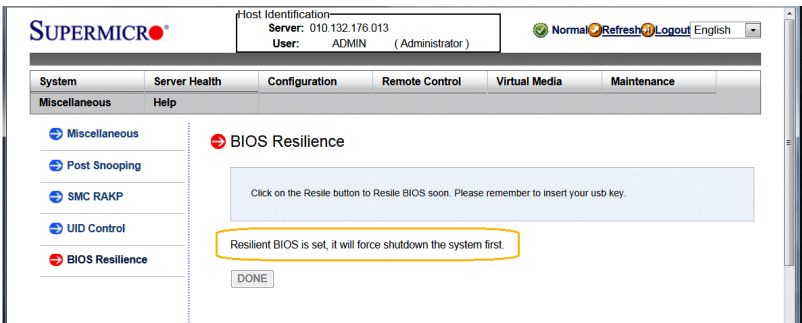 SUPERMICRO
Host Identification
Server: 010.132.176.013
User: ADMIN ( Administrator )
Normal Refresh Logout English
System Server Health Configuration Remote Control Virtual Media Maintenance
Miscellaneous Help
Miscellaneous
Post Snooping
SMC RAKP
UID Control
BIOS Resilience
BIOS Resilience
Click on the Resile button to Resile BIOS soon. Please remember to insert your usb key.
Resilient BIOS is set, it will force shutdown the system first.
DONE